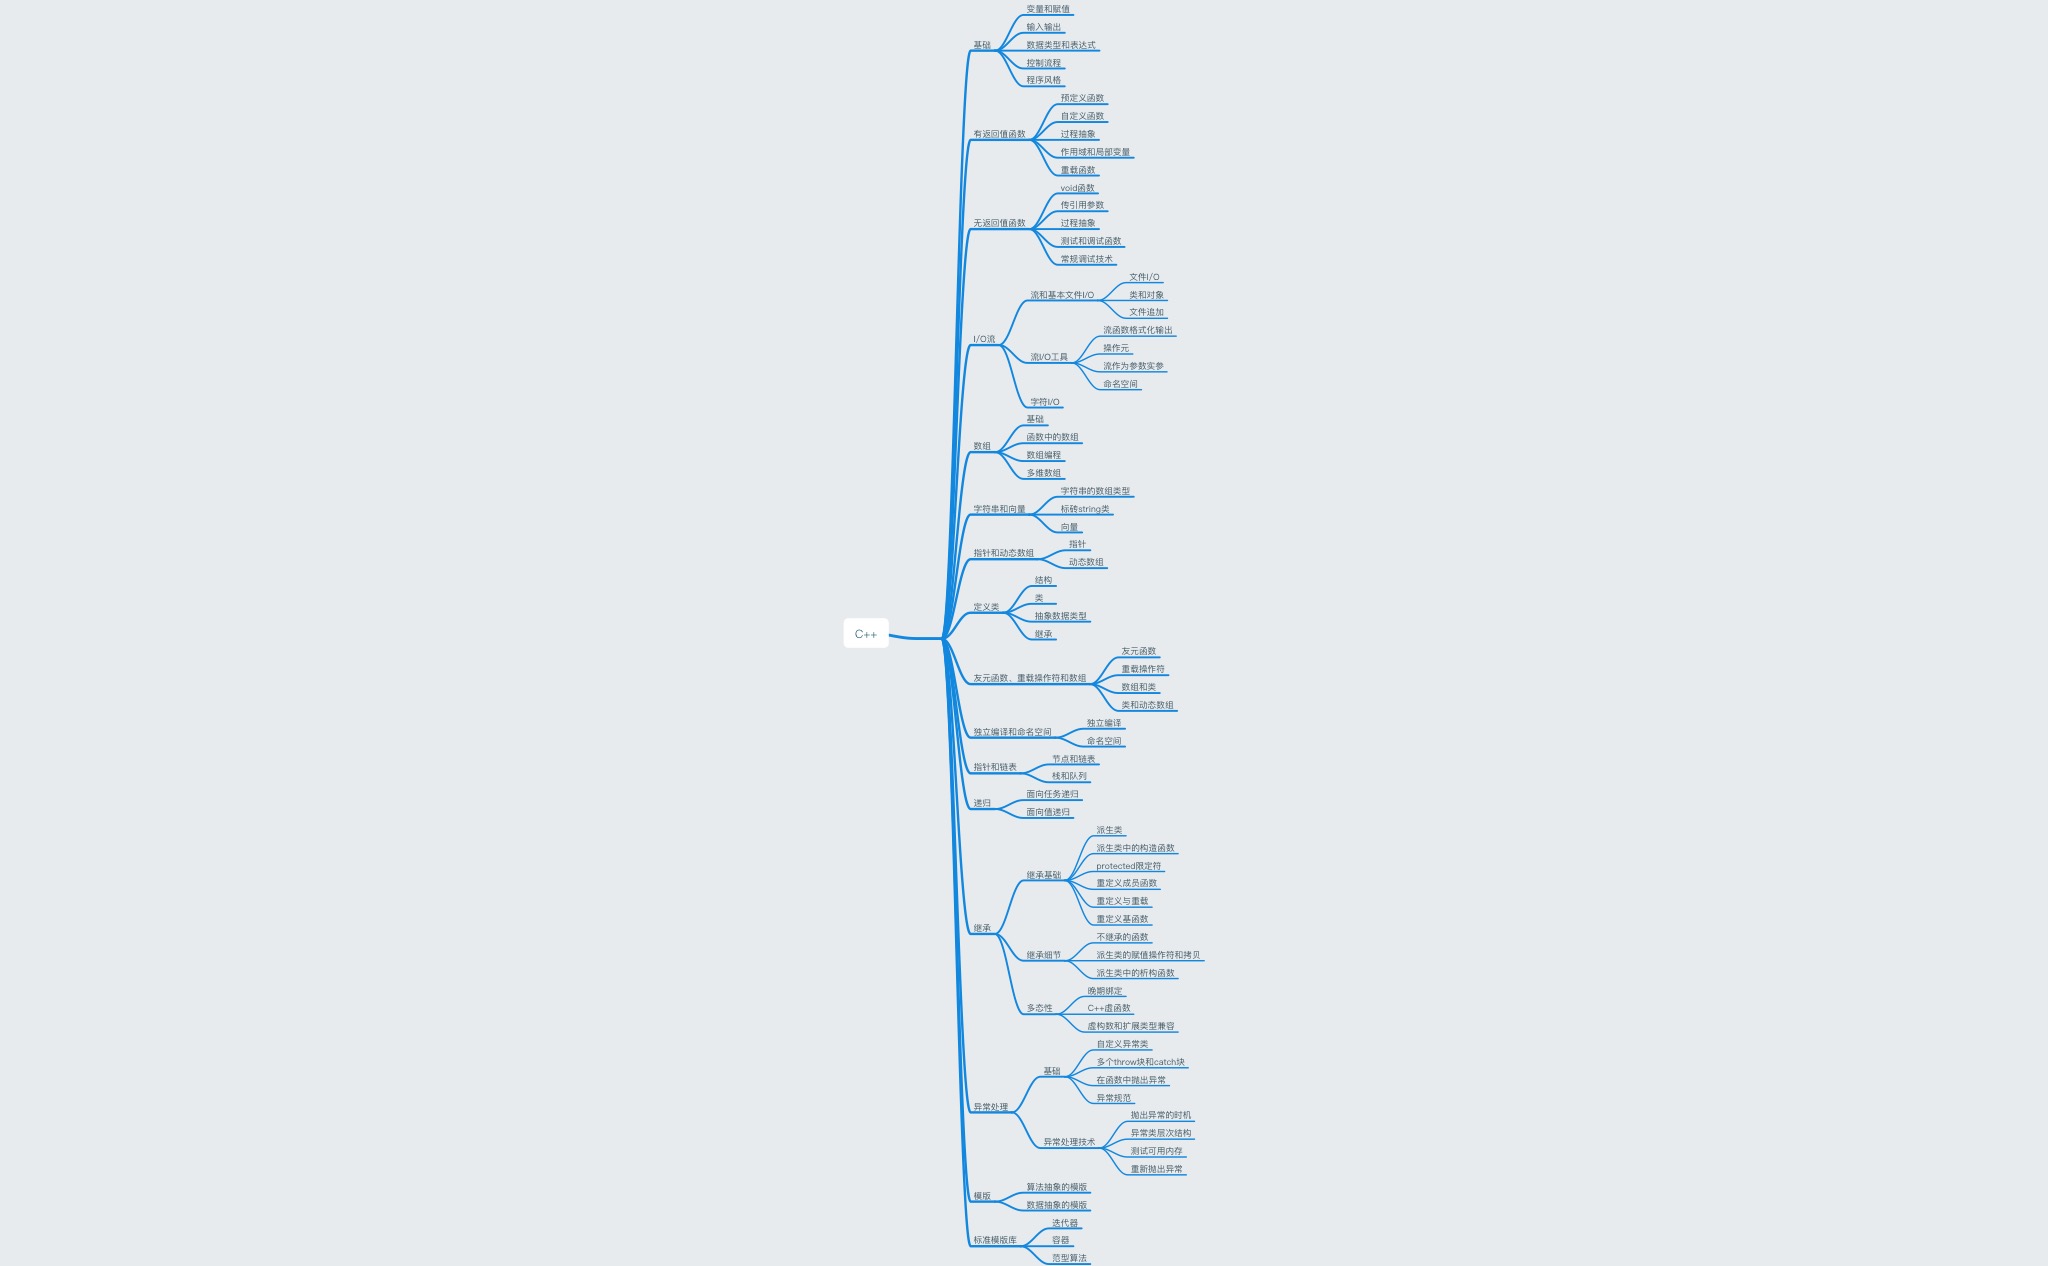 变量和赋值
输入输出
基础
数据类型和表达式
控制流程
程序风格
预定义函数
自定义函数
有返回值函数
过程抽象
作用域和局部变量
重载函数
void函数
传引用参数
无返回值函数
过程抽象
测试和调试函数
常规调试技术
文件I/O
流和基本文件I/O
类和对象
文件追加
流函数格式化输出
I/O流
操作元
流I/O工具
流作为参数实参
命名空间
字符I/O
基础
函数中的数组
数组
数组编程
多维数组
字符串的数组类型
字符串和向量
标砖string类
向量
指针
指针和动态数组
动态数组
结构
类
定义类
抽象数据类型
继承
C++
友元函数
重载操作符
友元函数、重载操作符和数组
数组和类
类和动态数组
独立编译
独立编译和命名空间
命名空间
节点和链表
指针和链表
栈和队列
面向任务递归
递归
面向值递归
派生类
派生类中的构造函数
protected限定符
继承基础
重定义成员函数
重定义与重载
重定义基函数
继承
不继承的函数
继承细节
派生类的赋值操作符和拷贝
派生类中的析构函数
晚期绑定
多态性
C++虚函数
虚构数和扩展类型兼容
自定义异常类
多个throw块和catch块
基础
在函数中抛出异常
异常规范
异常处理
抛出异常的时机
异常类层次结构
异常处理技术
测试可用内存
重新抛出异常
算法抽象的模版
模版
数据抽象的模版
迭代器
标准模版库
容器
范型算法